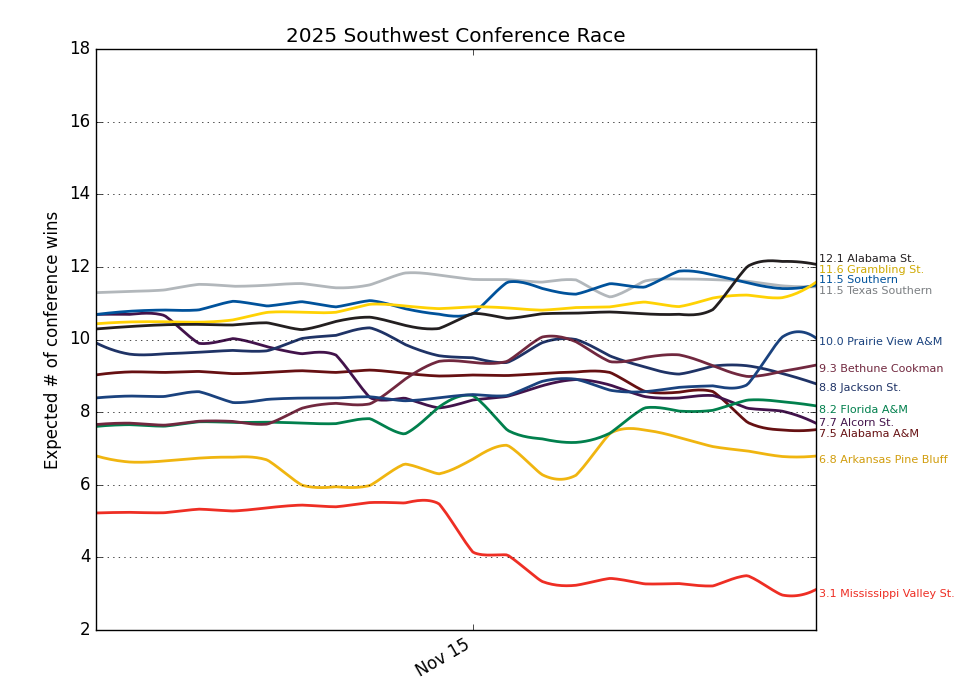 2025 Southwest Conference Race
Expected # of conference wins
18
16
14
12
10
8
6
4
2
Nov 15
12.1 Alabama St.
11.6 Grambling St.
11.5 Southern
11.5 Texas Southern
10.0 Prairie View A&M
9.3 Bethune Cookman
8.8 Jackson St.
8.2 Florida A&M
7.7 Alcorn St.
7.5 Alabama A&M
6.8 Arkansas Pine Bluff
3.1 Mississippi Valley St.